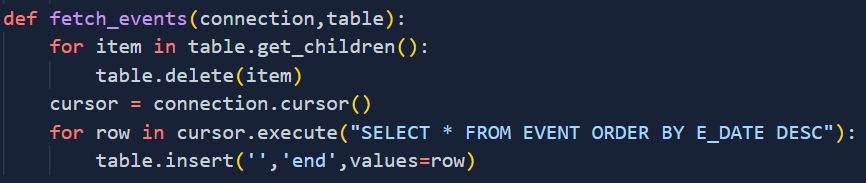 def fetch_events(connection,table):
    for item in table.get_children():
        table.delete(item)
    cursor = connection.cursor()
    for row in cursor.execute("SELECT * FROM EVENT ORDER BY E_DATE DESC"):
        table.insert('','end',values=row)